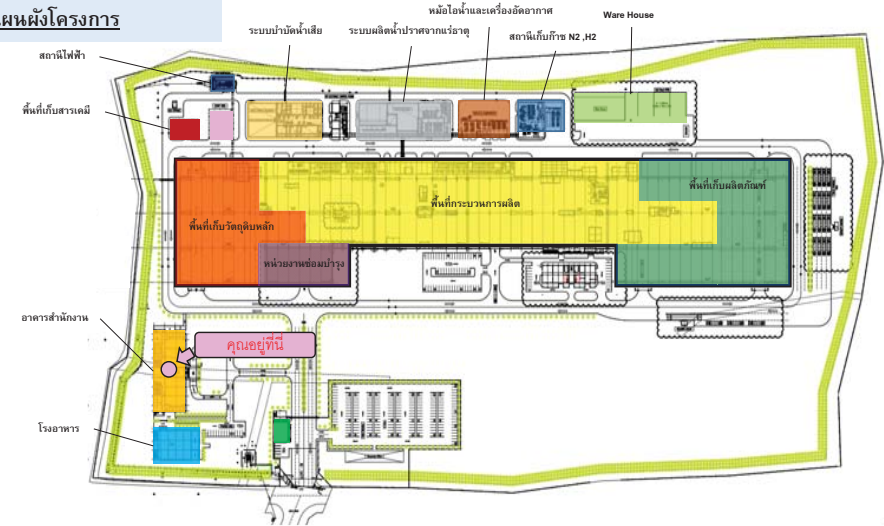 แผนผังโครงการ
หม้อไอน้ำและเครื่องอัดอากาศ
Ware House
ระบบบำบัดน้ำเสีย
ระบบผลิตน้ำปราศจากแร่ธาตุ
สถานีเก็บก๊าซ N2 ,H2
สถานีไฟฟ้า
พื้นที่เก็บสารเคมี
พื้นที่เก็บผลิตภัณฑ์
พื้นที่กระบวนการผลิต
พื้นที่เก็บวัตถุดิบหลัก
หน่วยงานซ่อมบำรุง
อาคารสำนักงาน
คุณอยู่ที่นี่
โรงอาหาร